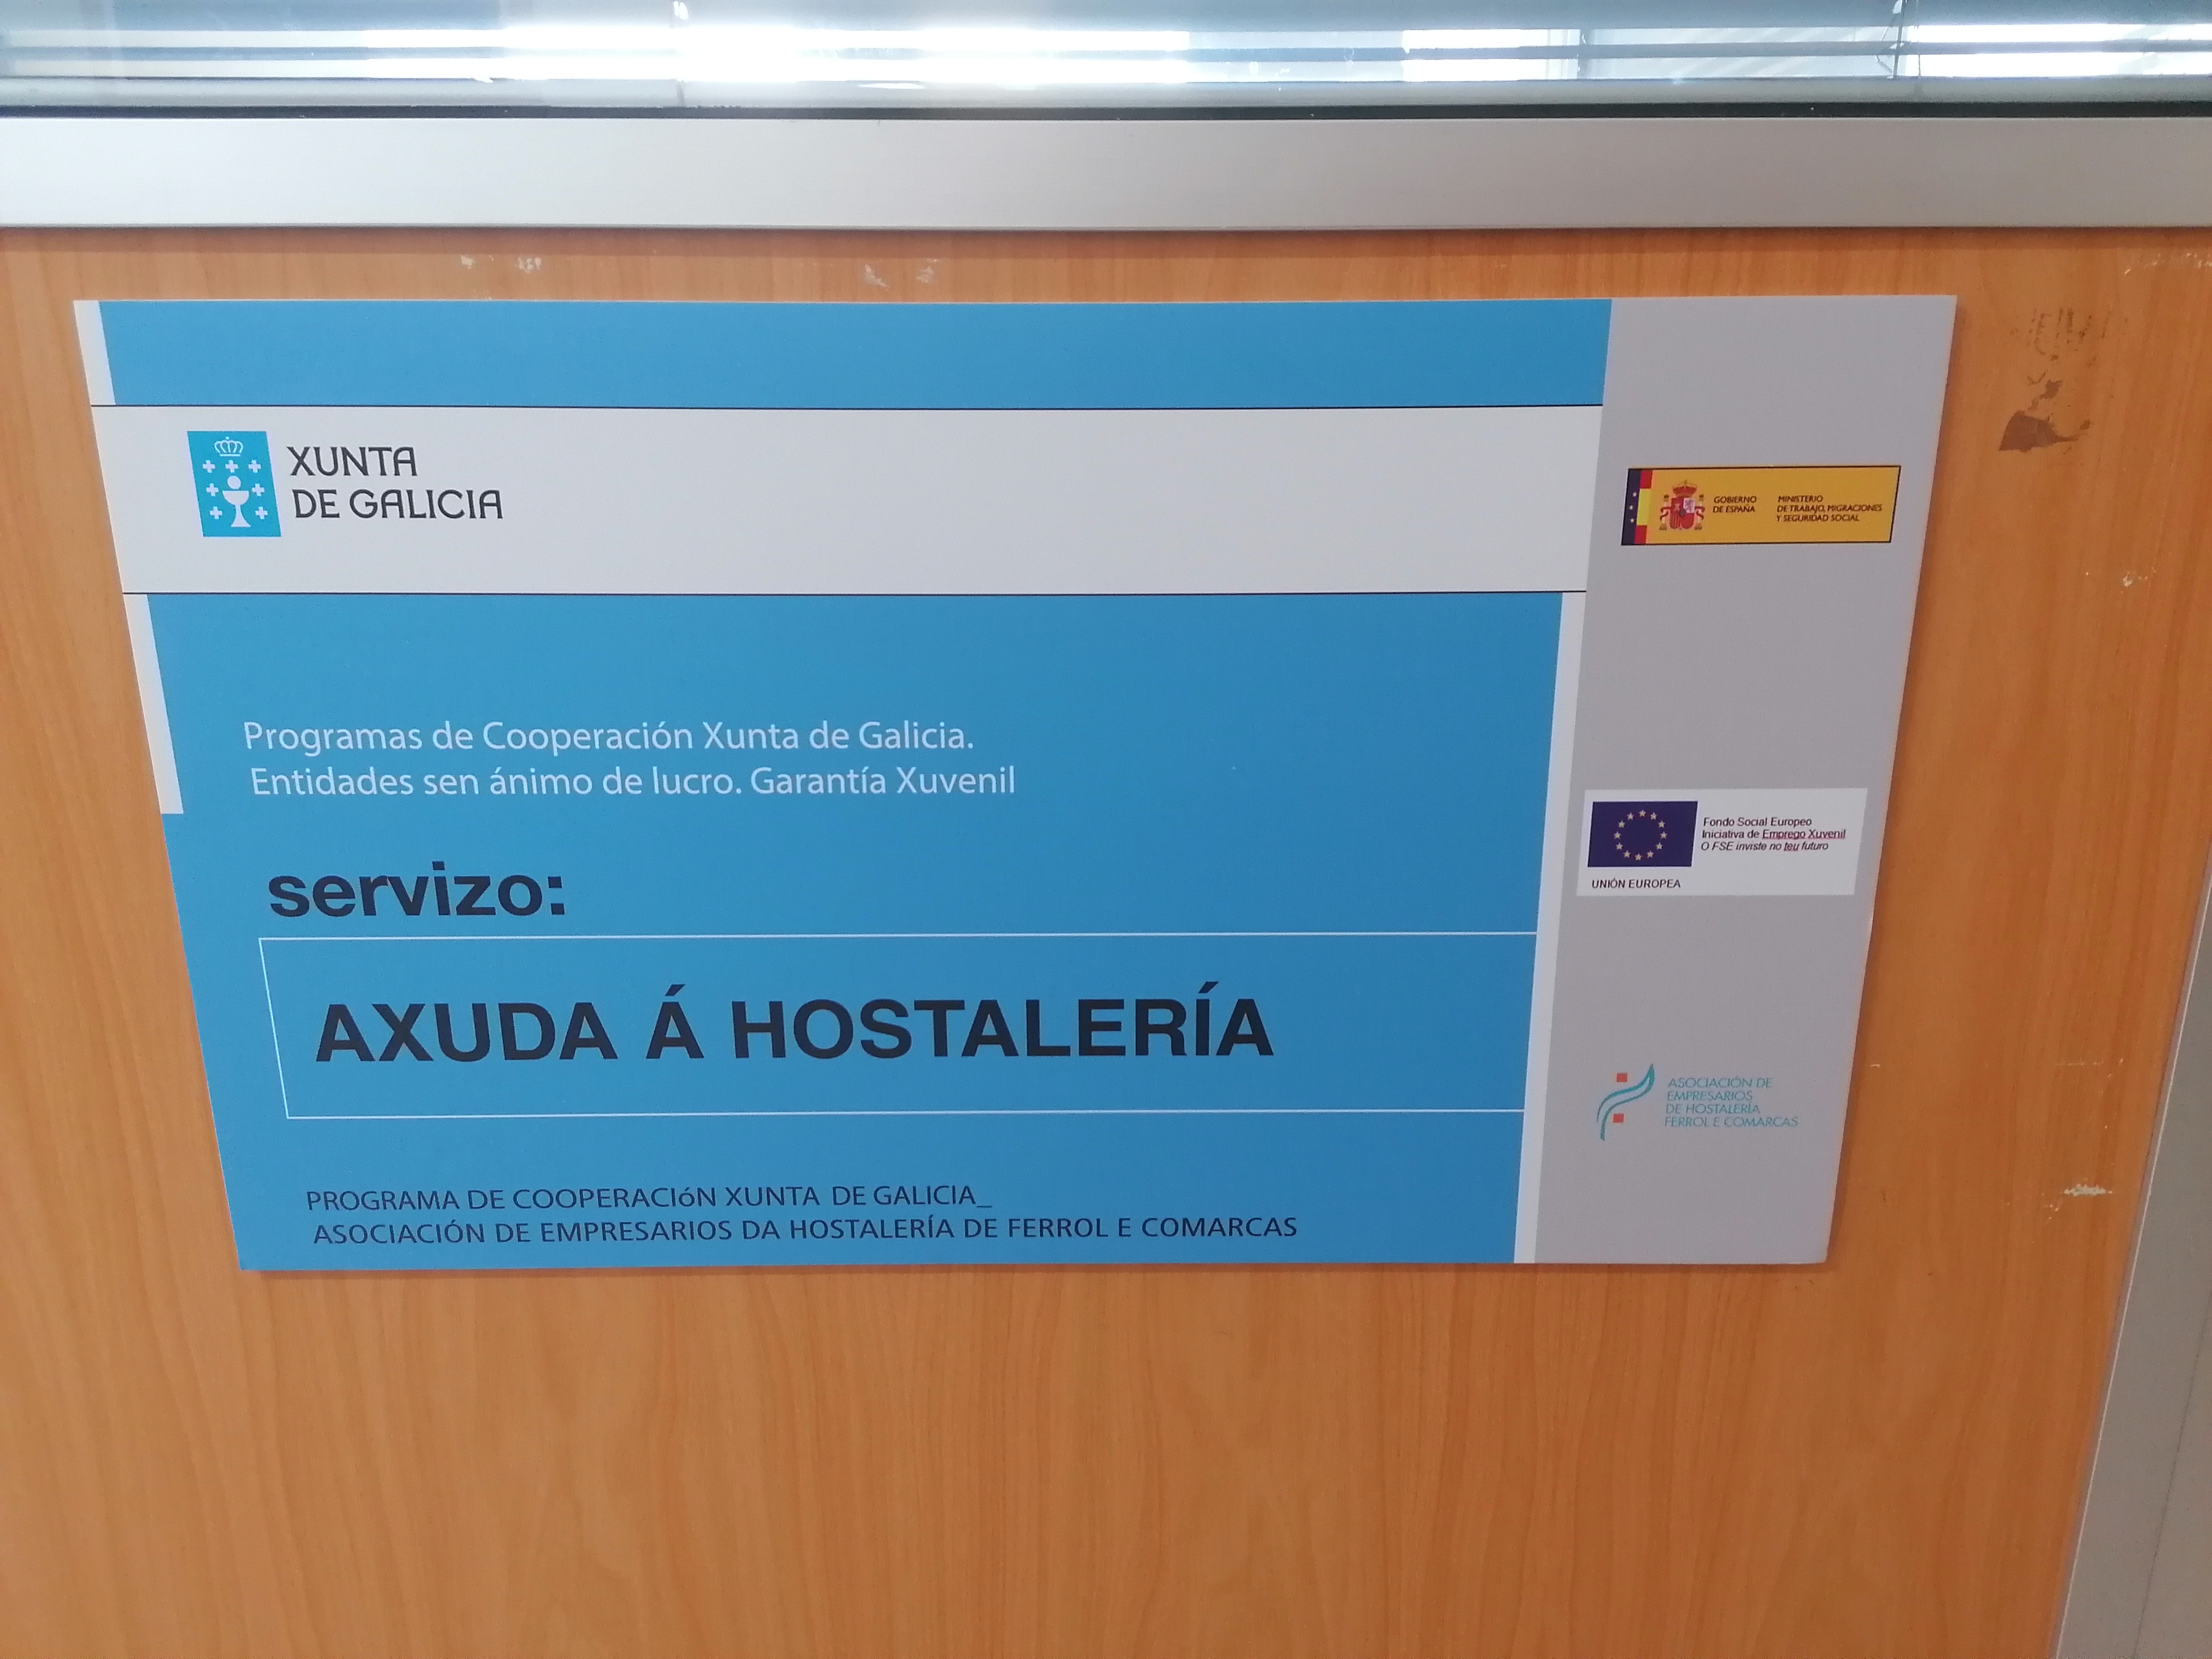 XUNTA
DE GALICIA
Programas de Cooperación Xunta de Galicia.
Entidades sen ánimo de lucro. Garantía Xuvenil
servizo:
AXUDA Á HOSTALERÍA
PROGRAMA DE COOPERACIóN XUNTA DE GALICIA_
ASOCIACIÓN DE EMPRESARIOS DA HOSTALERÍA DE FERROL E COMARCAS
GOBIERNO
DE ESPAÑA
MINISTERIO
DE TRABAJO, MIGRACIONES
Y SEGURIDAD SOCIAL
Fondo Social Europeo
Iniciativa de Emprego Xuvenil
O FSE inviste no teu futuro
UNIÓN EUROPEA
ASOCIACIÓN DE
EMPRESARIOS
DE HOSTALERÍA
FERROL E COMARCAS